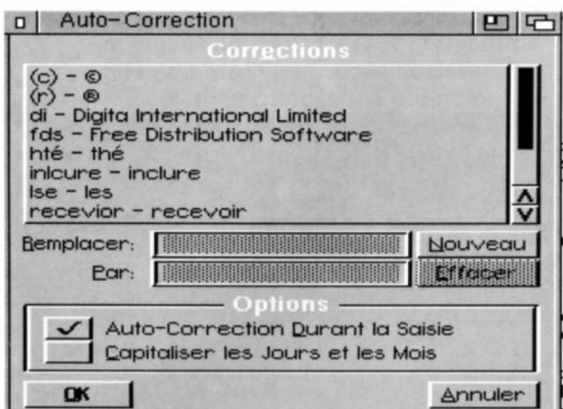 Auto-Correction
Corrections
(c) - ©
(r) - ®
di - Digita International Limited
fds - Free Distribution Software
hté - thé
inlcure - inclure
lse - les
recevior - recevoir
Remplacer:
Nouveau
Par:
Effacer
Options
Auto-Correction Durant la Saisie
Capitaliser les Jours et les Mois
OK
Annuler